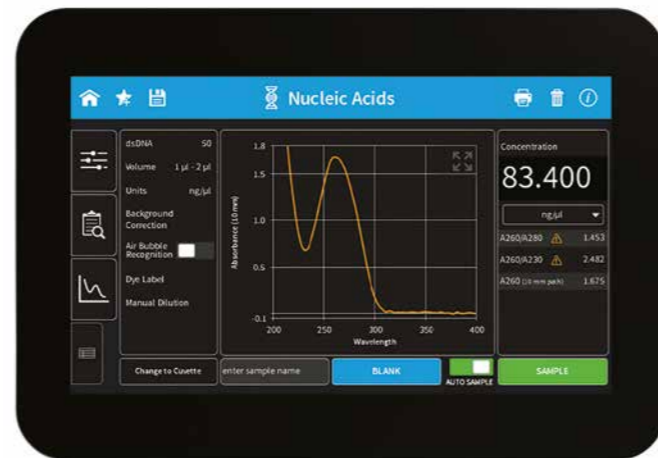 Nucleic Acids
dsDNA 50
Volume 1 µl - 2 µl
Units ng/µl
Background
Correction
Air Bubble
Recognition
Dye Label
Manual Dilution
Absorbance (10 mm)
1.8
1.5
1.0
0.5
-0.1
200 250 300 350 400
Wavelength
Concentration
83.400
ng/µl
A260/A280 1.453
A260/A230 2.482
A260 (10 mm path) 1.675
Change to Cuvette
enter sample name
BLANK
AUTO SAMPLE
SAMPLE